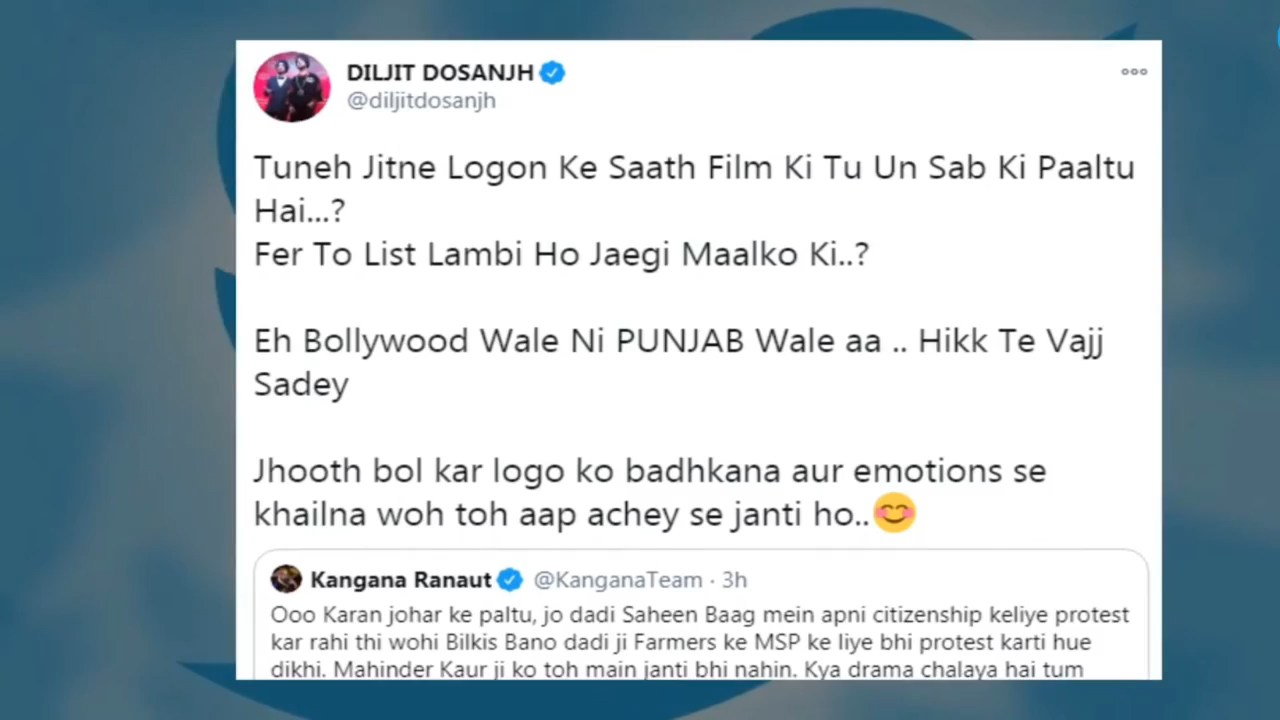 DILJIT DOSANJH
@diljitdosanjh
Tuneh Jitne Logon Ke Saath Film Ki Tu Un Sab Ki Paaltu
Hai...?
Fer To List Lambi Ho Jaegi Maalko Ki..?
Eh Bollywood Wale Ni PUNJAB Wale aa .. Hikk Te Vajj
Sadey
Jhooth bol kar logo ko badhkana aur emotions se
khailna woh toh aap achey se janti ho..😊
Kangana Ranaut @KanganaTeam · 3h
Ooo Karan johar ke paltu, jo dadi Saheen Baag mein apni citizenship keliye protest
kar rahi thi wohi Bilkis Bano dadi ji Farmers ke MSP ke liye bhi protest karti hue
dikhi. Mahinder Kaur ji ko toh main janti bhi nahin. Kya drama chalaya hai tum